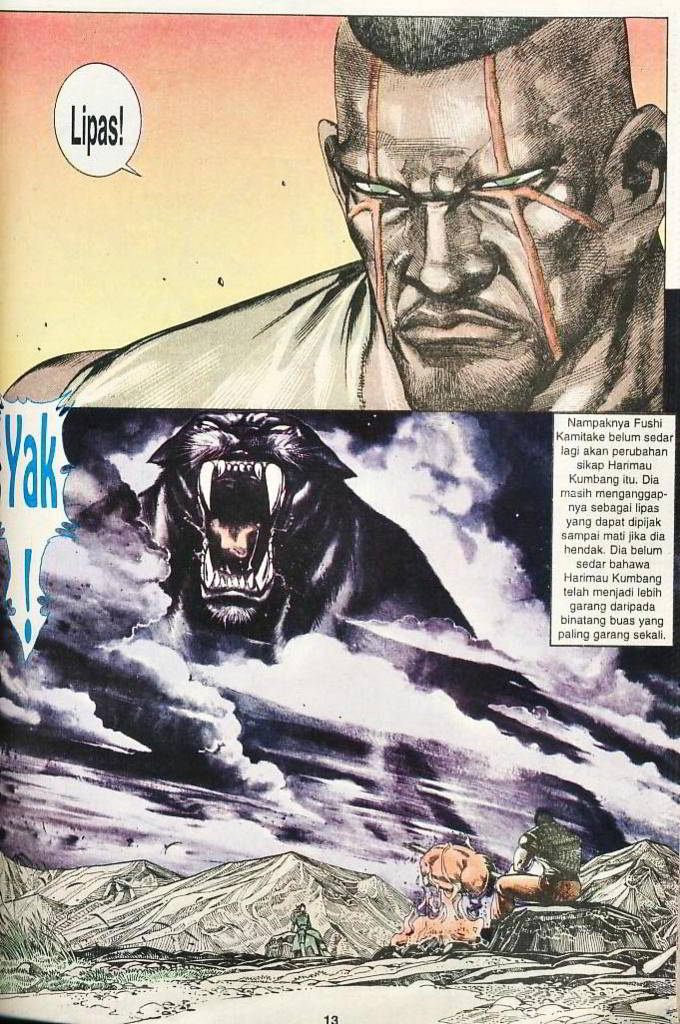 Lipas!
Yak
!
Nampaknya Fushi
Kamitake belum sedar
lagi akan perubahan
sikap Harimau
Kumbang itu. Dia
masih menganggap-
nya sebagai lipas
yang dapat dipijak
sampai mati jika dia
hendak. Dia belum
sedar bahawa
Harimau Kumbang
telah menjadi lebih
garang daripada
binatang buas yang
paling garang sekali.
13